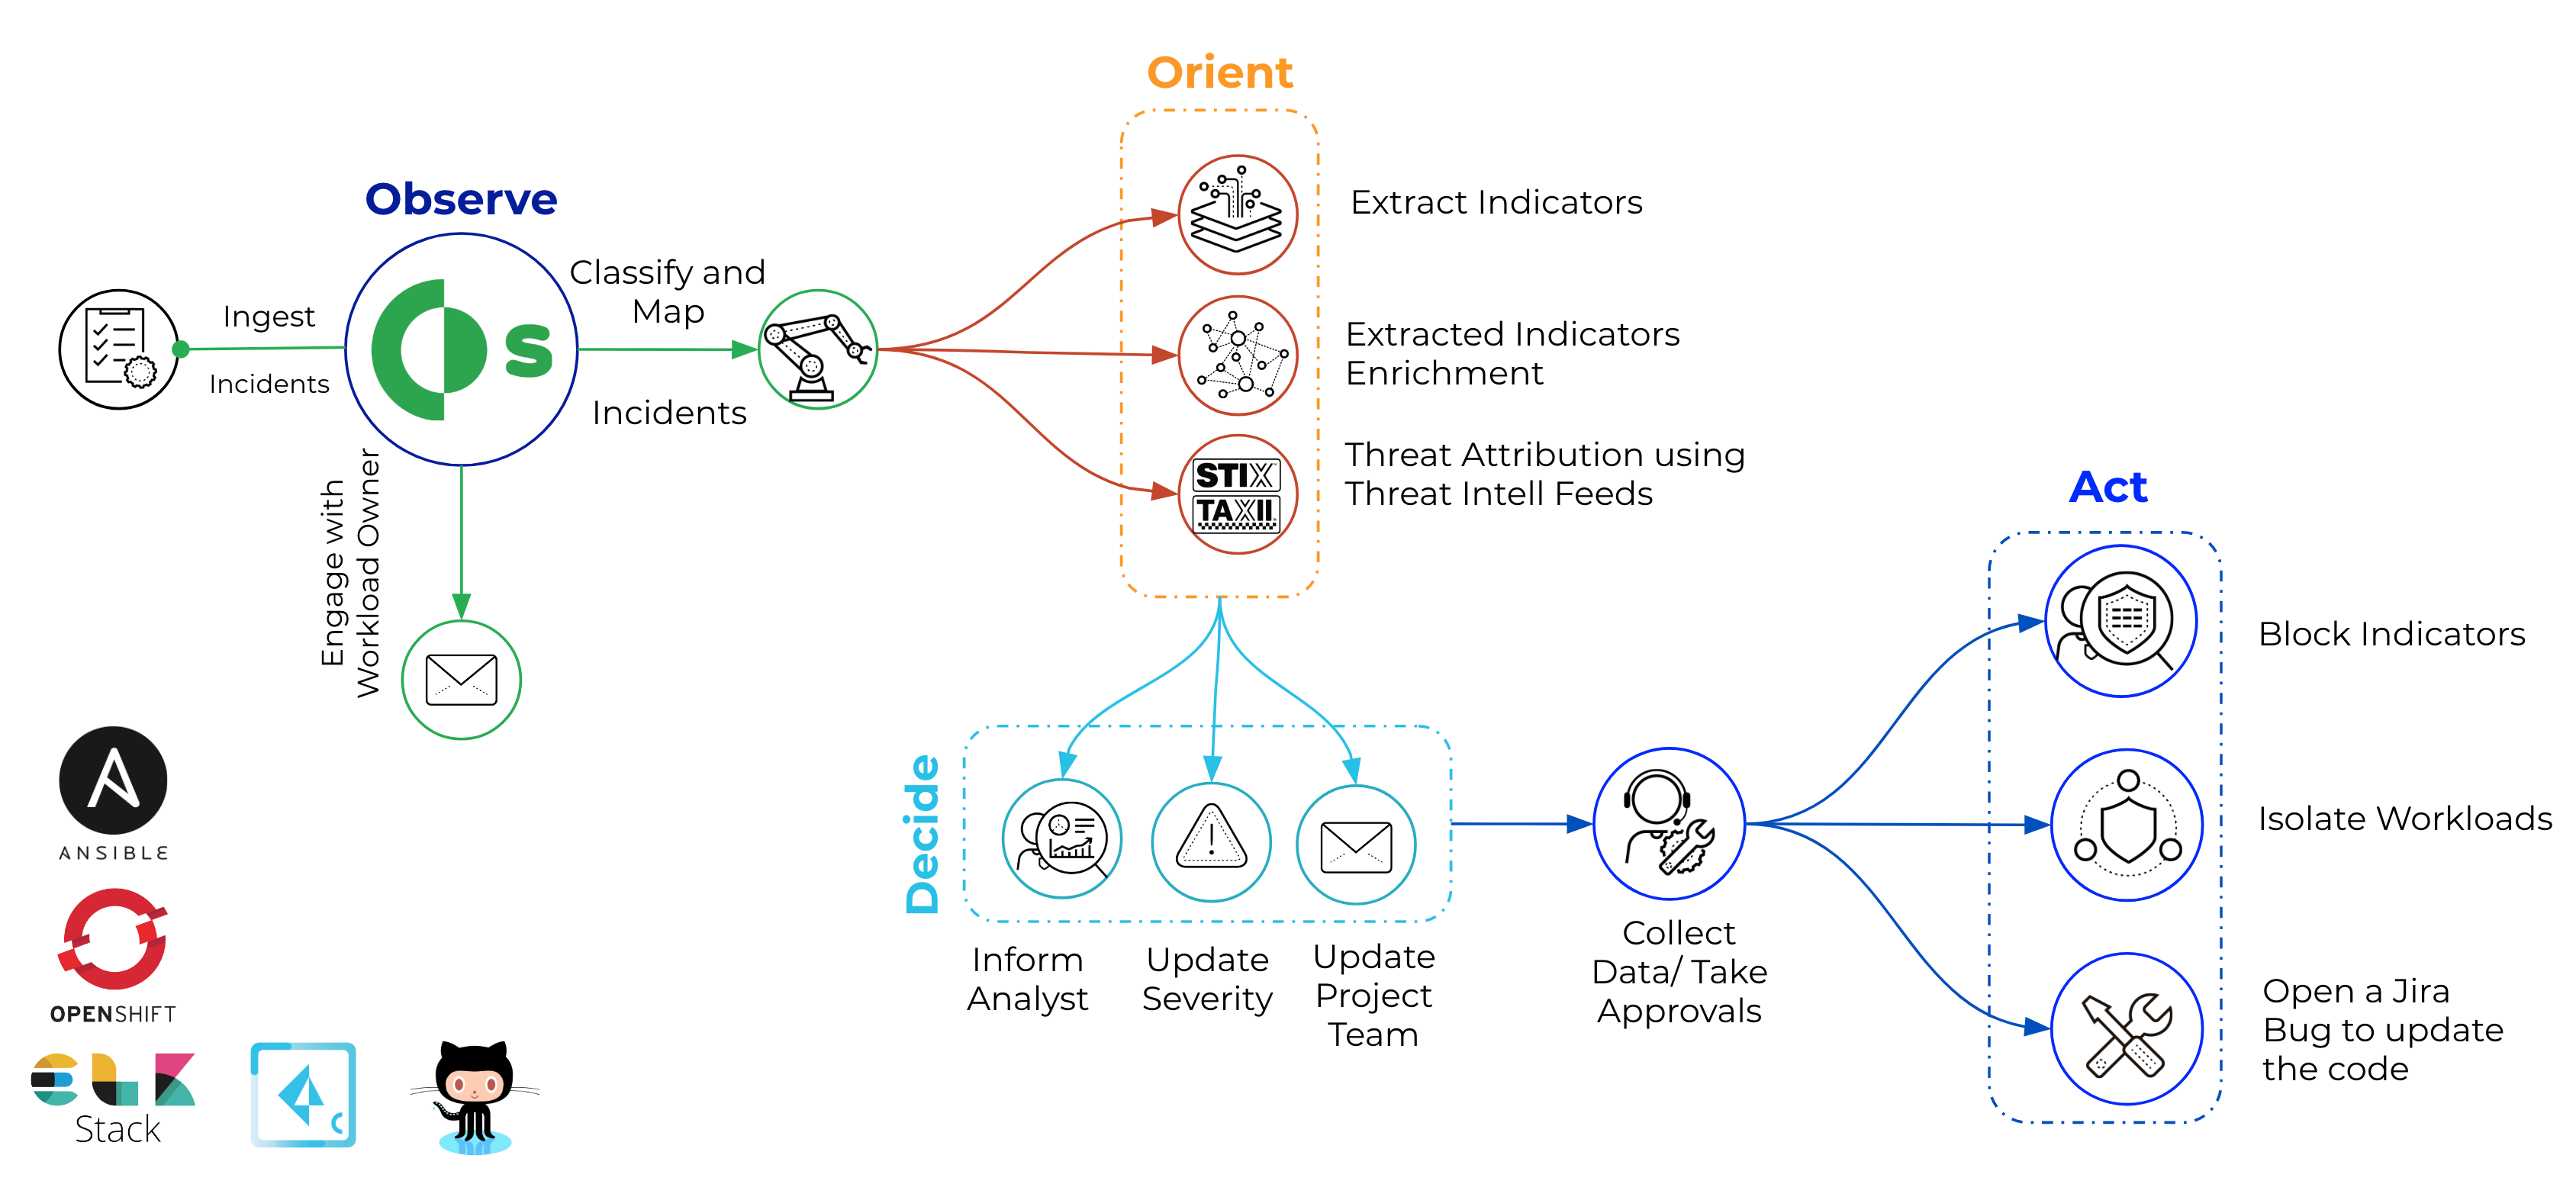 Orient
Observe
Extract Indicators
Classify and
Map
Ingest
Incidents
S
Incidents
Extracted Indicators
Enrichment
Threat Attribution using
Threat Intell Feeds
STIX
TAXII
Engage with
Workload Owner
Act
Block Indicators
Isolate Workloads
Open a Jira
Bug to update
the code
Decide
Inform
Analyst
Update
Severity
Update
Project
Team
Collect
Data/ Take
Approvals
ANSIBLE
OPENSHIFT
eLK
Stack